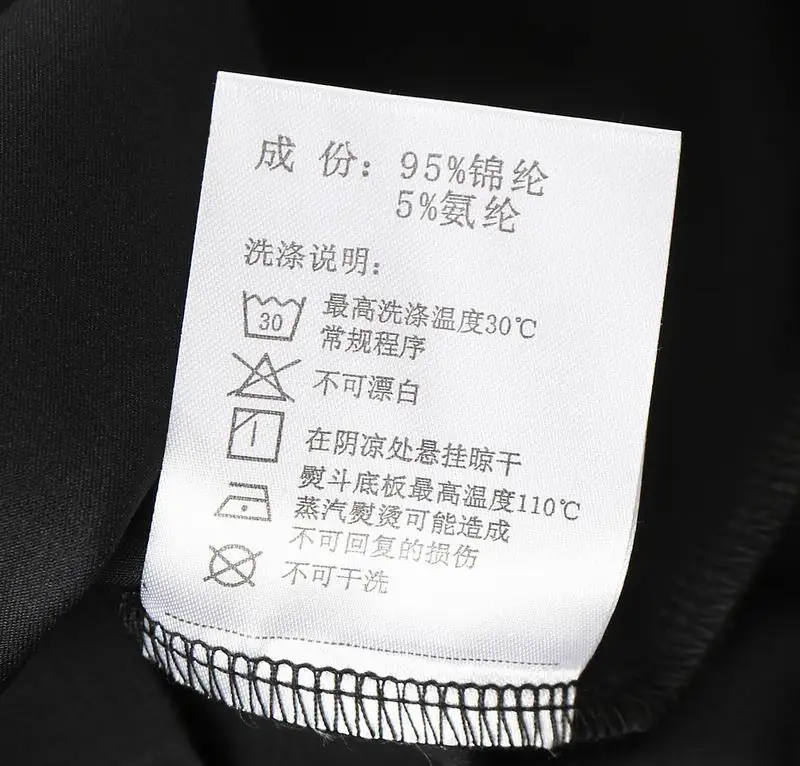 成 份：95%锦纶
5%氨纶
洗涤说明：
30
最高洗涤温度30℃
常规程序
不可漂白
在阴凉处悬挂晾干
熨斗底板最高温度110℃
蒸汽熨烫可能造成
不可回复的损伤
不可干洗